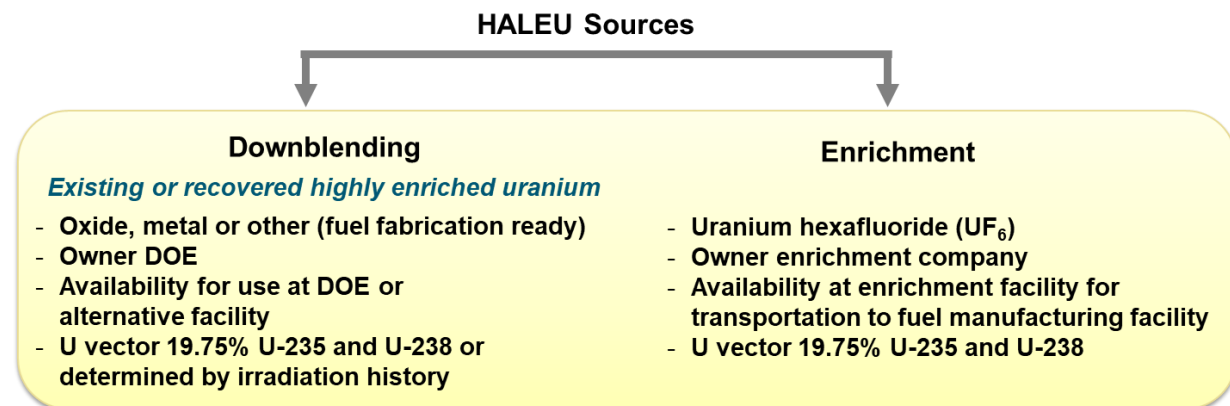 HALEU Sources
Downblending
Existing or recovered highly enriched uranium
- Oxide, metal or other (fuel fabrication ready)
- Owner DOE
- Availability for use at DOE or
alternative facility
- U vector 19.75% U-235 and U-238 or
determined by irradiation history
Enrichment
- Uranium hexafluoride (UF₆)
- Owner enrichment company
- Availability at enrichment facility for
transportation to fuel manufacturing facility
- U vector 19.75% U-235 and U-238